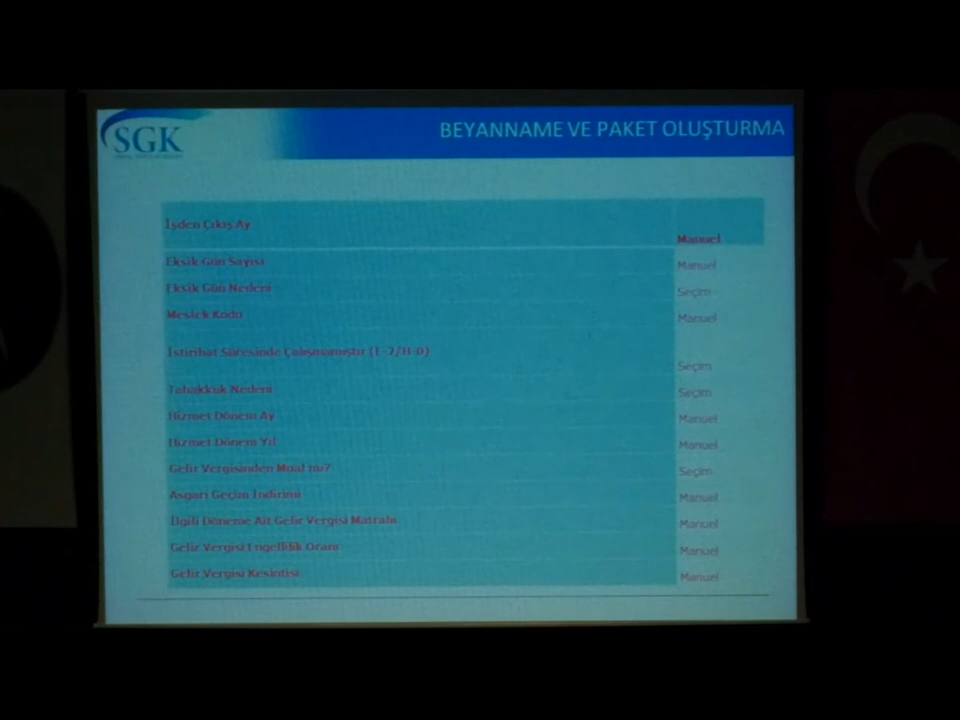 SGK
BEYANNAME VE PAKET OLUŞTURMA
İşden Çıkış Ay
Manuel
Eksik Gün Sayısı
Manuel
Eksik Gün Nedeni
Seçim
Meslek Kodu
Manuel
İstirihat Süresinde Çalışmamıştır
Seçim
Tahakkuk Nedeni
Seçim
Hizmet Dönem Ay
Manuel
Hizmet Dönem Yıl
Manuel
Gelir Vergisinden Muaf mı?
Seçim
Asgari Geçim İndirimi
Manuel
İlgili Döneme Ait Gelir Vergisi Matrahı
Manuel
Gelir Vergisi Engellilik Oranı
Manuel
Gelir Vergisi Kesintisi
Manuel